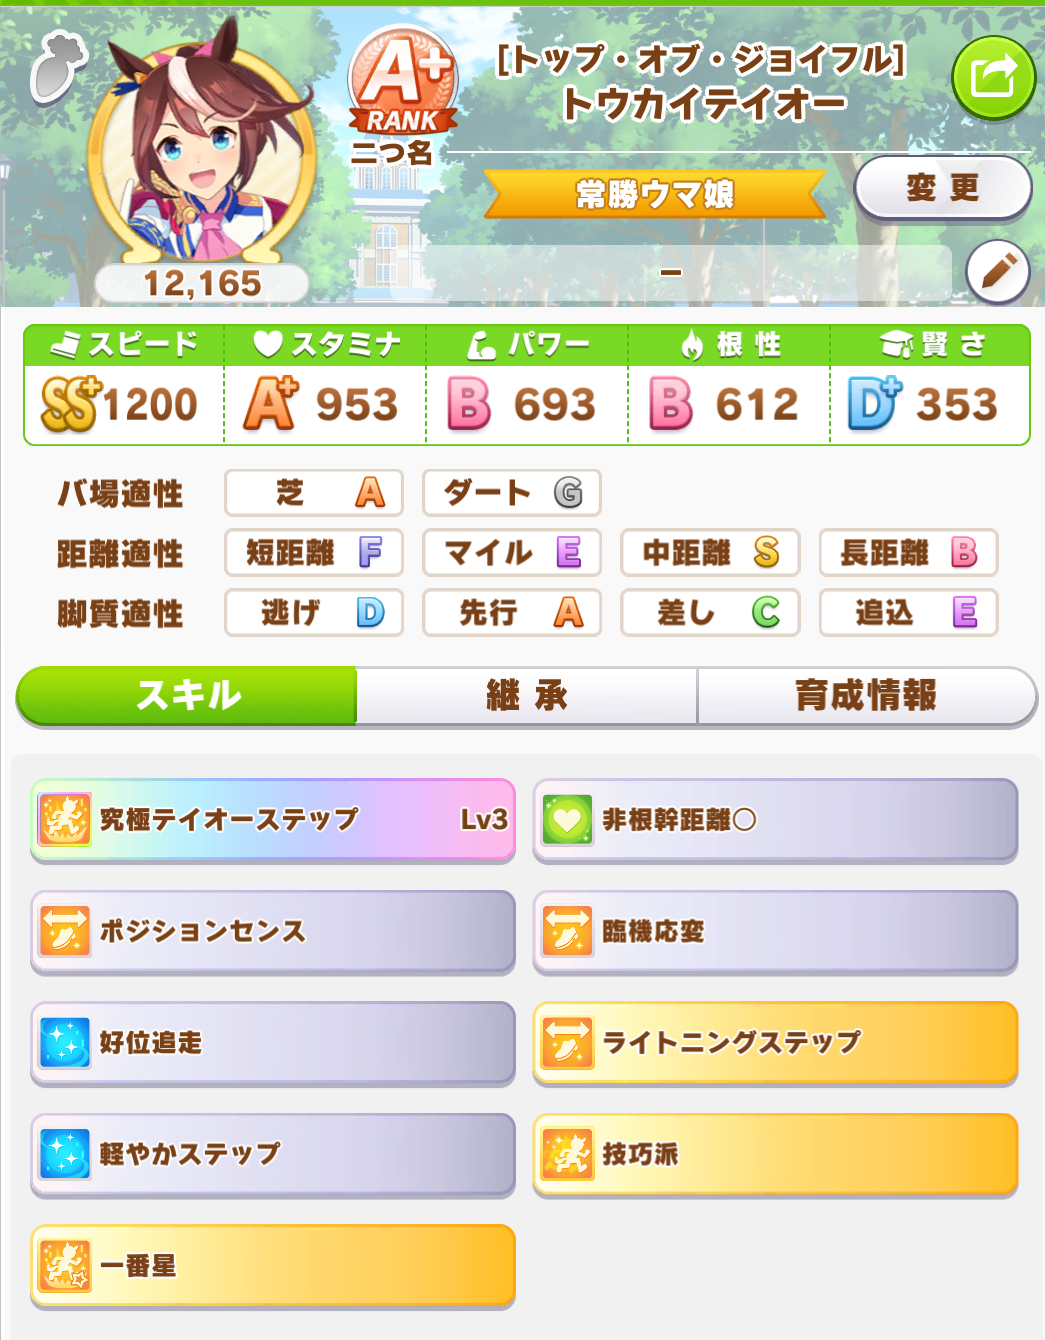 A+
RANK
二つ名
[トップ・オブ・ジョイフル]
トウカイテイオー
常勝ウマ娘
変更
12,165
–
スピード スタミナ パワー 根性 賢さ
SS+ 1200 A+ 953 B 693 B 612 D+ 353
バ場適性 芝 A ダート G
距離適性 短距離 F マイル E 中距離 S 長距離 B
脚質適性 逃げ D 先行 A 差し C 追込 E
スキル 継承 育成情報
究極テイオーステップ Lv3 非根幹距離○
ポジションセンス 臨機応変
好位追走 ライトニングステップ
軽やかステップ 技巧派
一番星